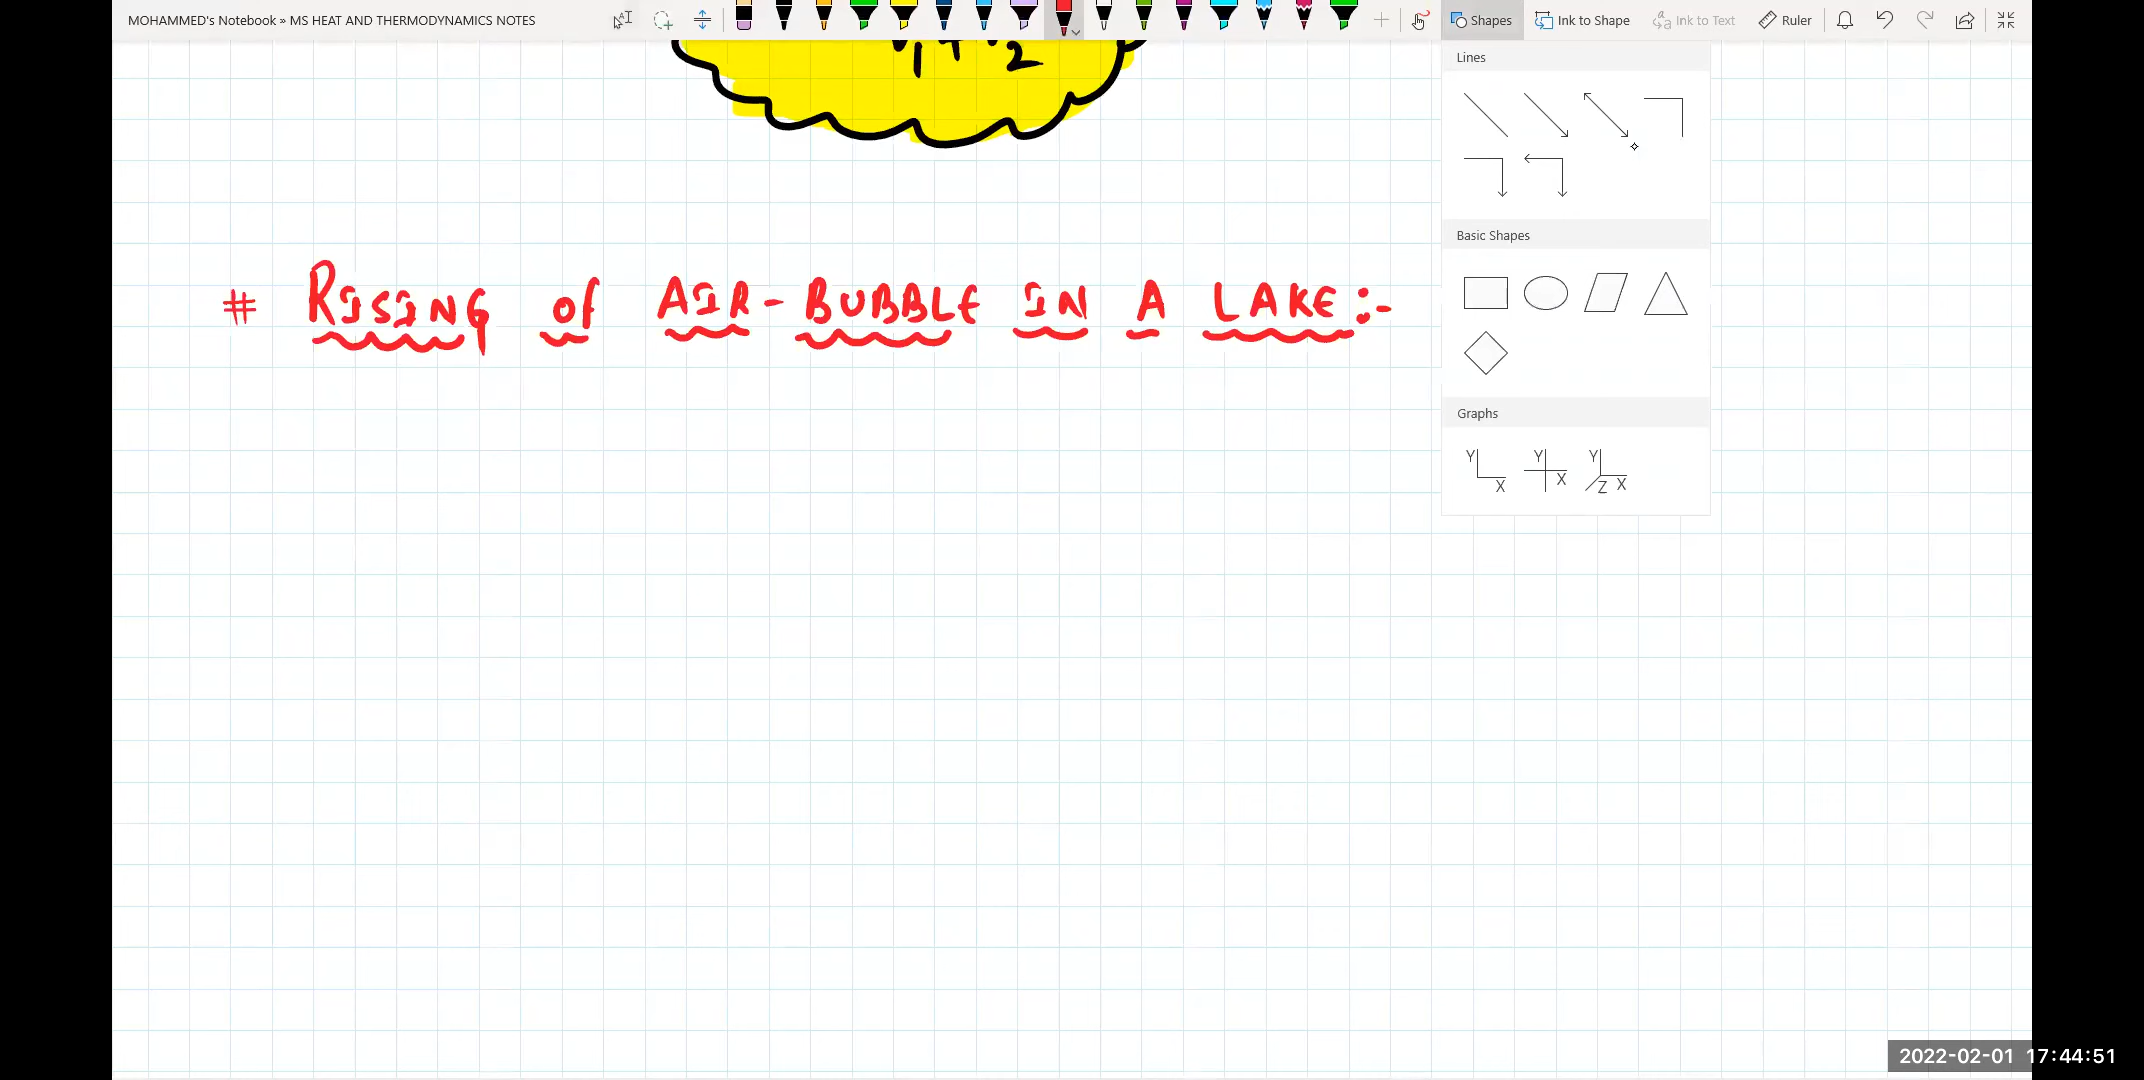 MOHAMMED's Notebook » MS HEAT AND THERMODYNAMICS NOTES
Shapes
Ink to Shape
Ink to Text
Ruler
Lines
Basic Shapes
# RISING of AIR-BUBBLE IN A LAKE:-
Graphs
Y X Y X Y Z X
2022-02-01 17:44:51